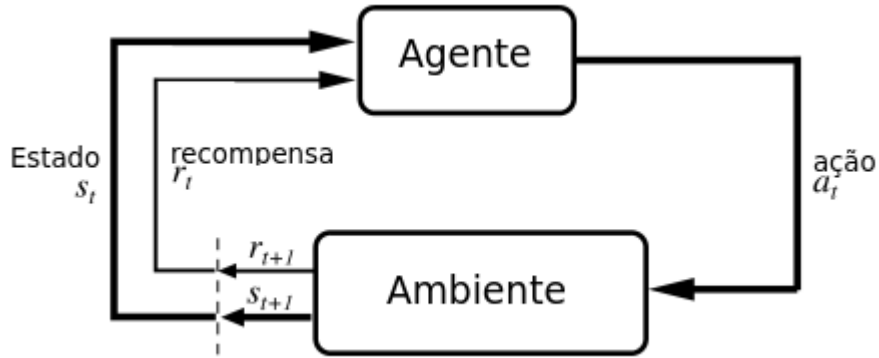 Agente
Estado
s_t
recompensa
r_t
ação
a_t
r_{t+1}
s_{t+1}
Ambiente